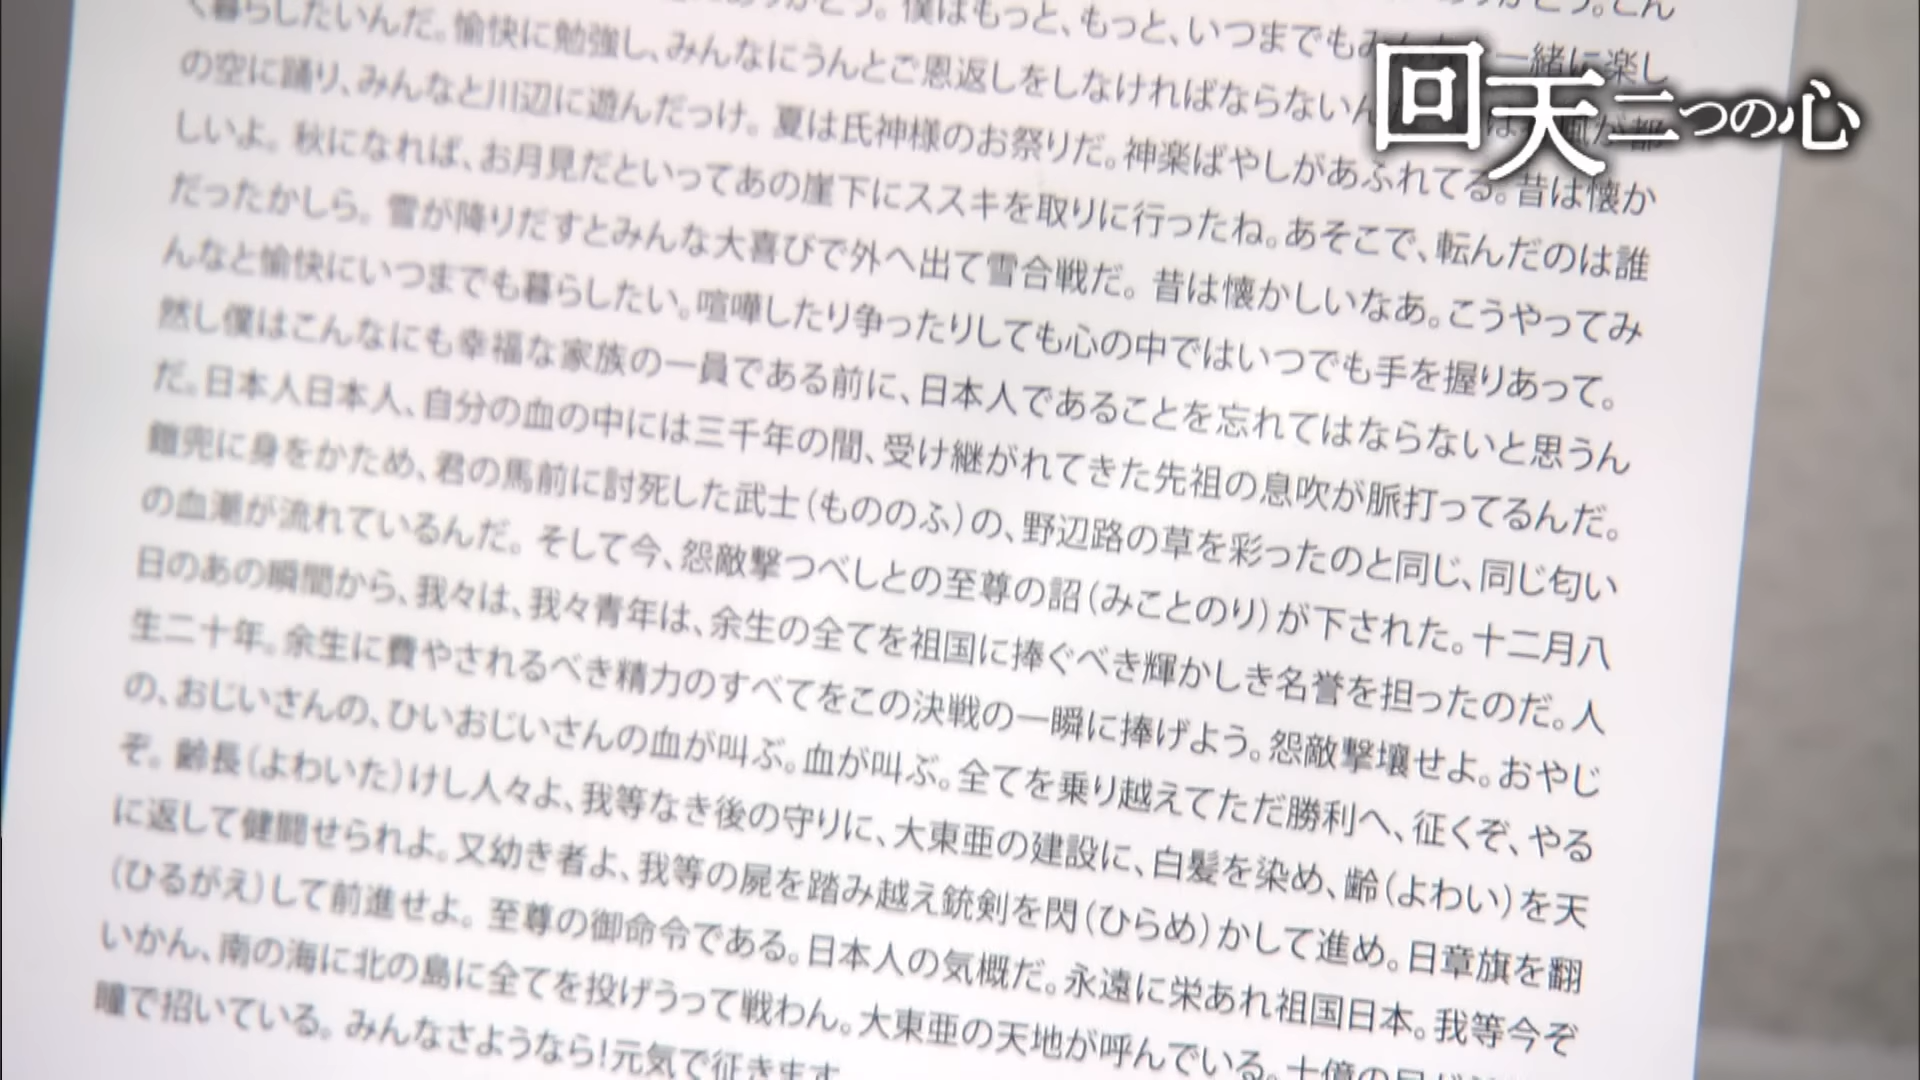 回天 二つの心
ありがとう。こん
僕はもっと、もっと、いつまでも一緒に楽し
く暮らしたいんだ。愉快に勉強し、みんなにうんとご恩返しをしなければならないん
の空に踊り、みんなと川辺に遊んだっけ。夏は氏神様のお祭りだ。神楽ばやしがあふれてる。昔は懐か
しいよ。秋になれば、お月見だといってあの崖下にススキを取りに行ったね。あそこで、転んだのは誰
だったかしら。雪が降りだすとみんな大喜びで外へ出て雪合戦だ。昔は懐かしいなあ。こうやってみ
んなと愉快にいつまでも暮らしたい。喧嘩したり争ったりしても心の中ではいつでも手を握りあって。
然し僕はこんなにも幸福な家族の一員である前に、日本人であることを忘れてはならないと思うん
だ。日本人日本人、自分の血の中には三千年の間、受け継がれてきた先祖の息吹が脈打ってるんだ。
鎧兜に身をかため、君の馬前に討死した武士(もののふ)の、野辺路の草を彩ったのと同じ、同じ匂い
の血潮が流れているんだ。そして今、怨敵撃つべしとの至尊の詔(みことのり)が下された。十二月八
日のあの瞬間から、我々は、我々青年は、余生の全てを祖国に捧ぐべき輝かしき名誉を担ったのだ。人
生二十年。余生に費やされるべき精力のすべてをこの決戦の一瞬に捧げよう。怨敵撃壤せよ。おやじ
の、おじいさんの、ひいおじいさんの血が叫ぶ。血が叫ぶ。全てを乗り越えてただ勝利へ、征くぞ、やる
ぞ。齢長(よわいた)けし人々よ、我等なき後の守りに、大東亜の建設に、白髪を染め、齢(よわい)を天
に返して健闘せられよ。又幼き者よ、我等の屍を踏み越え銃剣を閃(ひらめ)かして進め。日章旗を翻
(ひるがえ)して前進せよ。至尊の御命令である。日本人の気概だ。永遠に栄あれ祖国日本。我等今ぞ
いかん、南の海に北の島に全てを投げうって戦わん。大東亜の天地が呼んでいる。十億の
瞳で招いている。みんなさようなら!元気で征きます